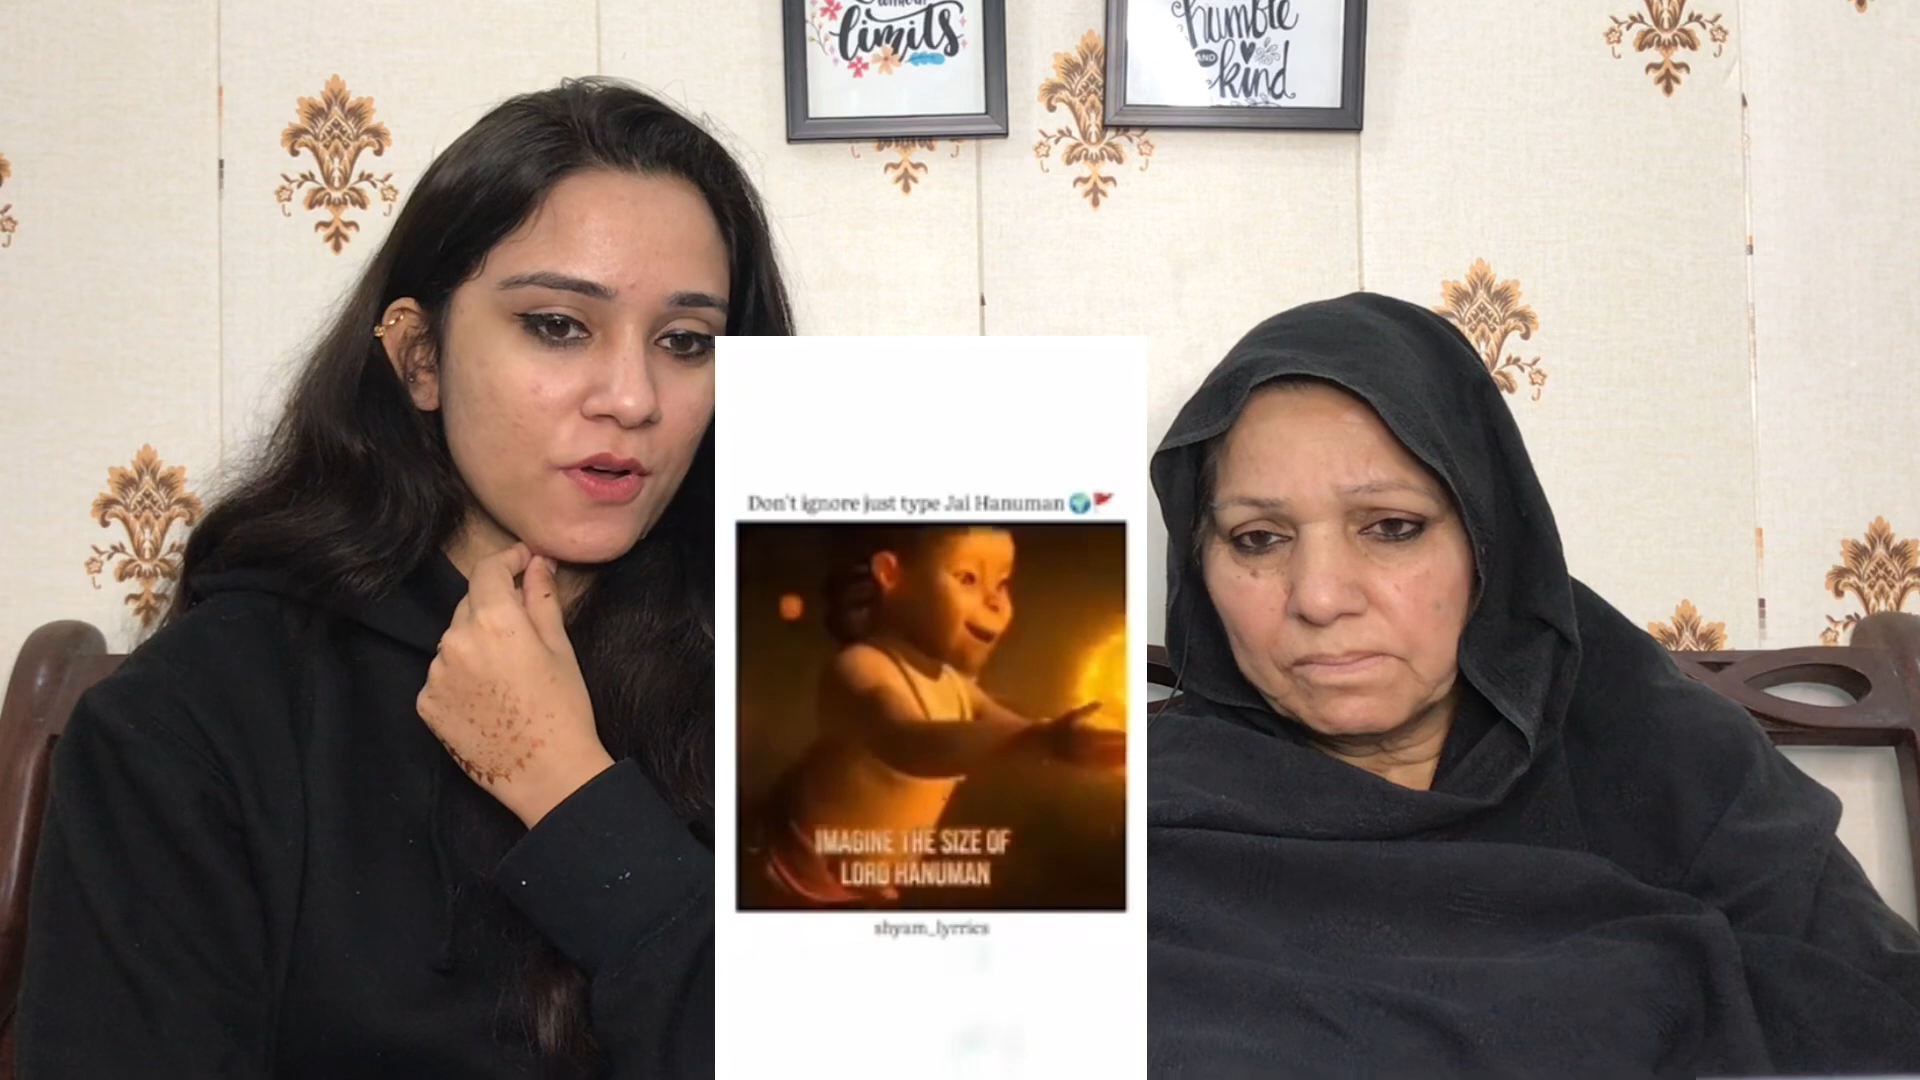 limits
humble
AND
kind
Don't ignore just type Jai Hanuman
IMAGINE THE SIZE OF
LORD HANUMAN
shyam_lyrrics